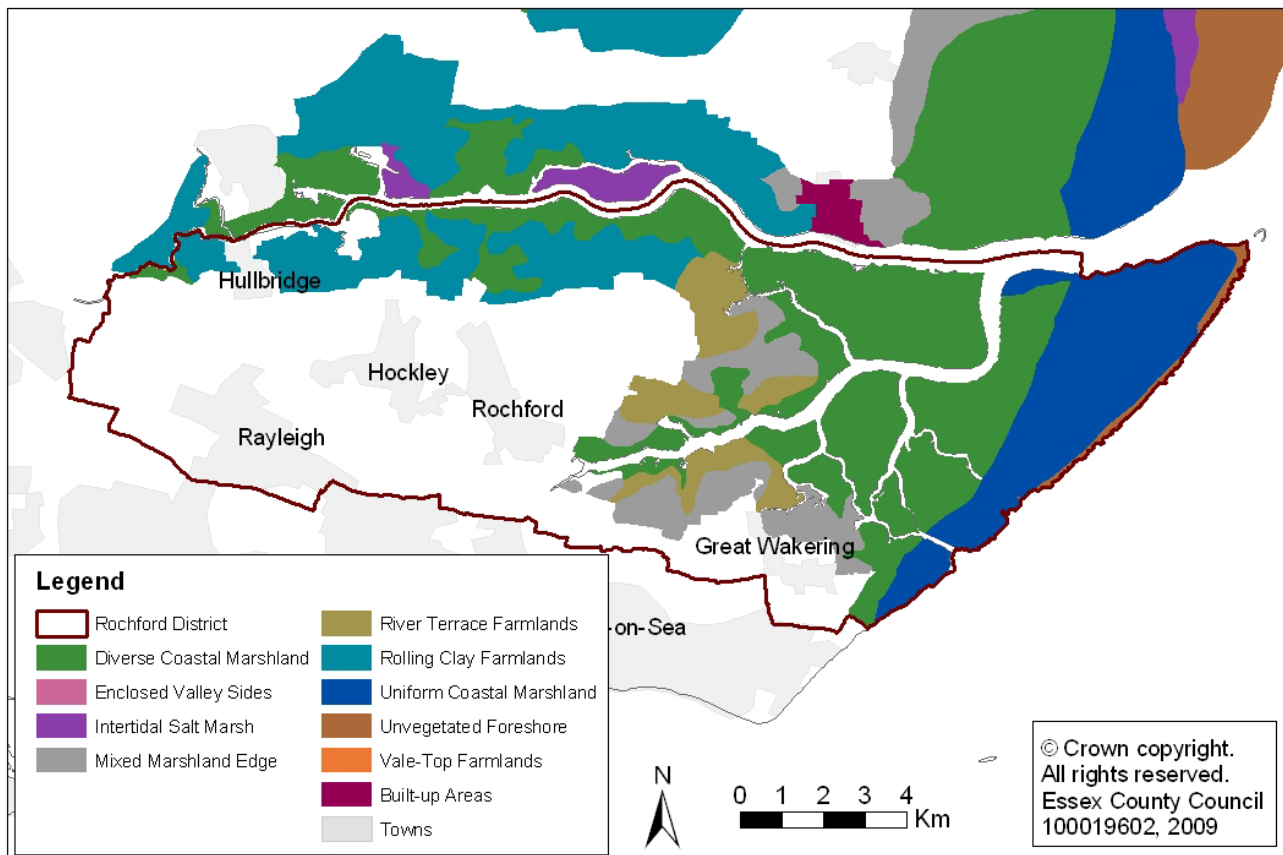 Hullbridge
Hockley
Rochford
Rayleigh
Great Wakering
-on-Sea
Legend
Rochford District
Diverse Coastal Marshland
Enclosed Valley Sides
Intertidal Salt Marsh
Mixed Marshland Edge
River Terrace Farmlands
Rolling Clay Farmlands
Uniform Coastal Marshland
Unvegetated Foreshore
Vale-Top Farmlands
Built-up Areas
Towns
N
0 1 2 3 4
Km
© Crown copyright.
All rights reserved.
Essex County Council
100019602, 2009